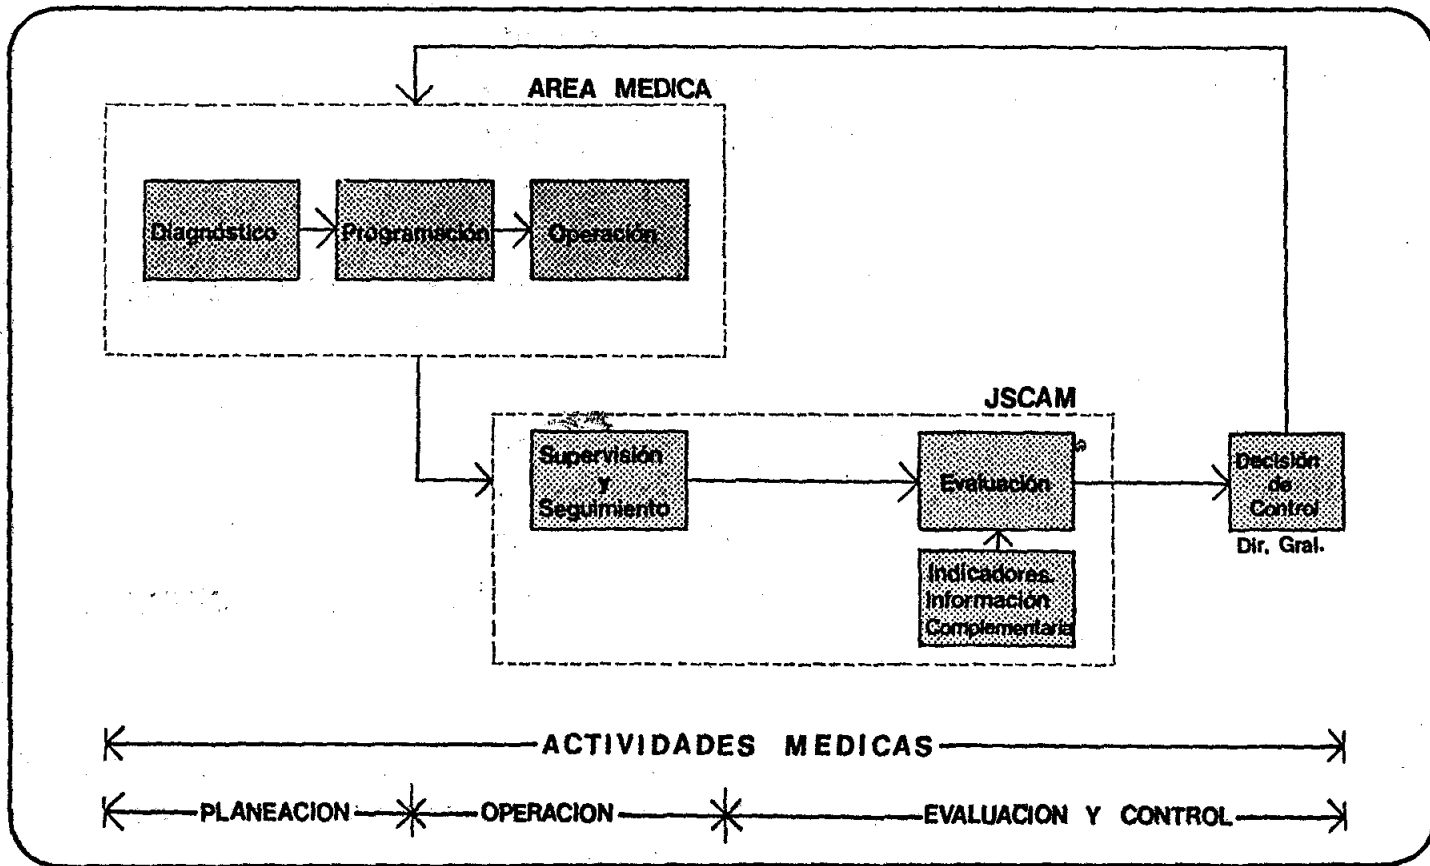 AREA MEDICA
Diagnóstico
Programación
Operación
JSCAM
Supervisión
y
Seguimiento
Evaluación
Indicadores.
Información
Complementaria
Decisión
de
Control
Dir. Gral.
ACTIVIDADES MEDICAS
PLANEACION
OPERACION
EVALUACION Y CONTROL